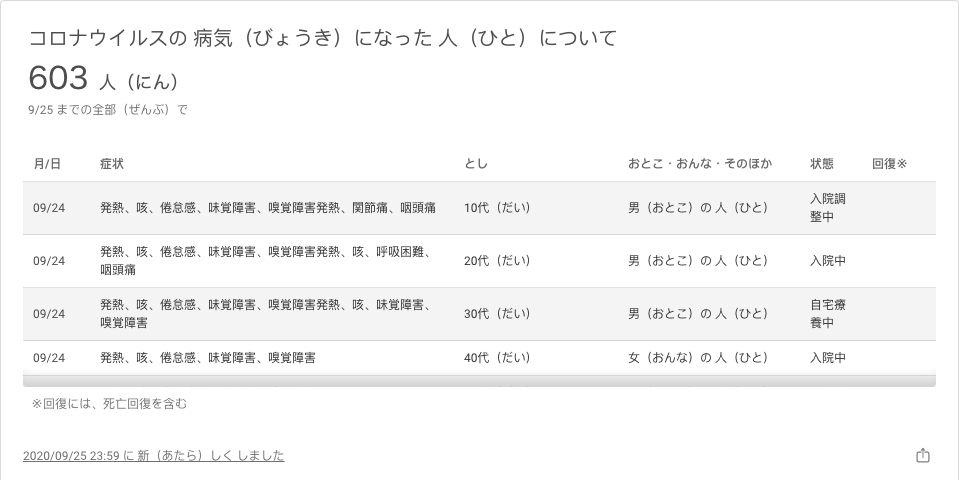 コロナウイルスの 病気（びょうき）になった 人（ひと）について
603 人（にん）
9/25 までの全部（ぜんぶ）で
月/日 症状 とし おとこ・おんな・そのほか 状態 回復※
09/24 発熱、咳、倦怠感、味覚障害、嗅覚障害発熱、関節痛、咽頭痛 10代（だい） 男（おとこ）の 人（ひと） 入院調
整中
09/24 発熱、咳、倦怠感、味覚障害、嗅覚障害発熱、咳、呼吸困難、
咽頭痛 20代（だい） 男（おとこ）の 人（ひと） 入院中
09/24 発熱、咳、倦怠感、味覚障害、嗅覚障害発熱、咳、味覚障害、
嗅覚障害 30代（だい） 男（おとこ）の 人（ひと） 自宅療
養中
09/24 発熱、咳、倦怠感、味覚障害、嗅覚障害 40代（だい） 女（おんな）の 人（ひと） 入院中
※回復には、死亡回復を含む
2020/09/25 23:59 に 新（あたら）しく しました